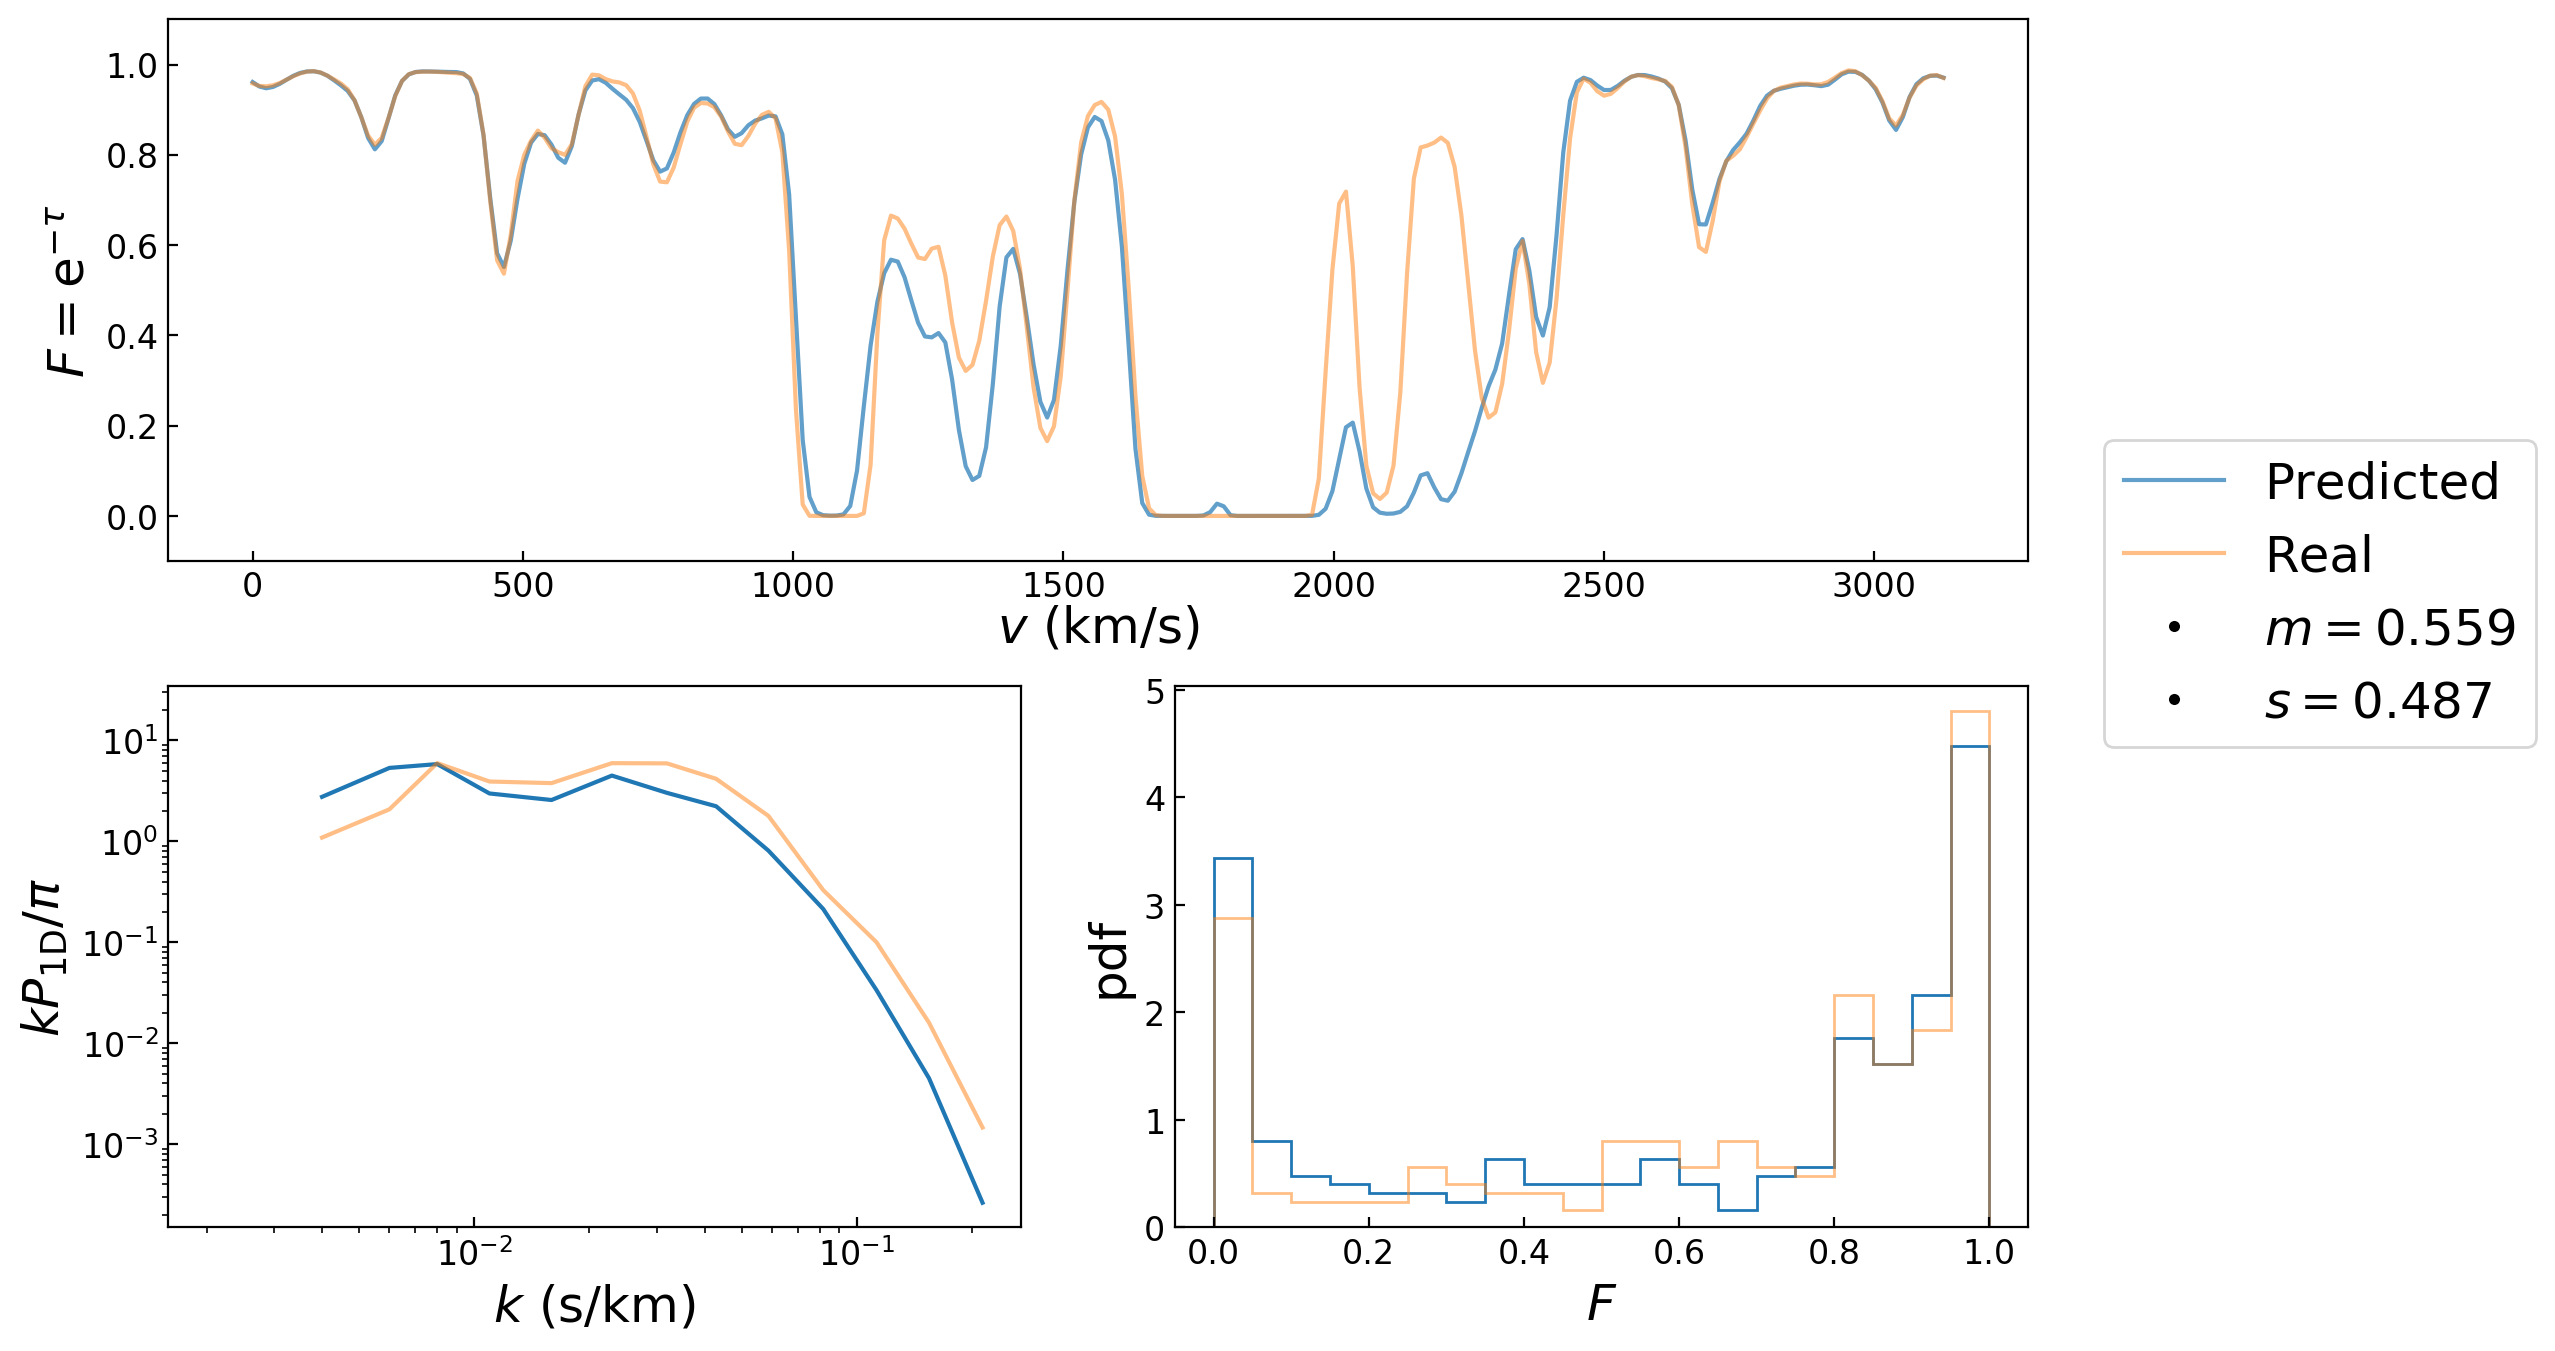 1.0
0.8
0.6
0.4
0.2
0.0
F = e^{−τ}
0 500 1000 1500 2000 2500 3000
v (km/s)
Predicted
Real
m = 0.559
s = 0.487
10^1
10^0
10^{−1}
10^{−2}
10^{−3}
kP_{1D}/π
10^{−2} 10^{−1}
k (s/km)
5
4
3
2
1
0
pdf
0.0 0.2 0.4 0.6 0.8 1.0
F